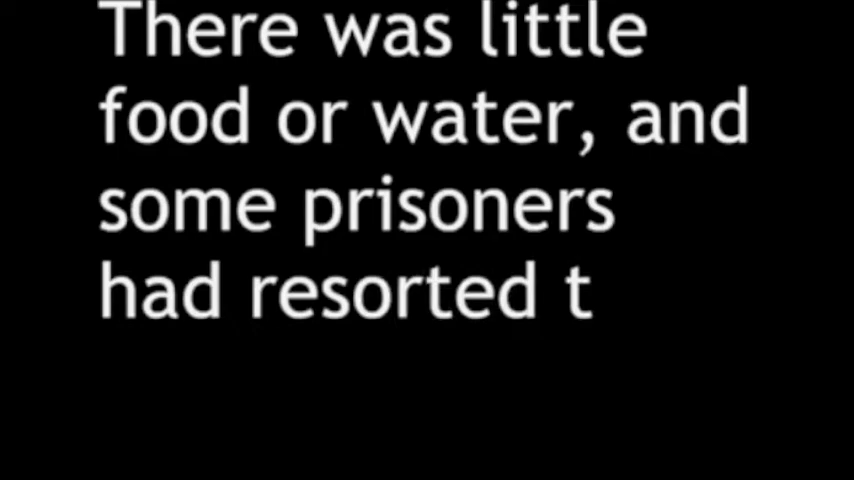 There was little
food or water, and
some prisoners
had resorted t